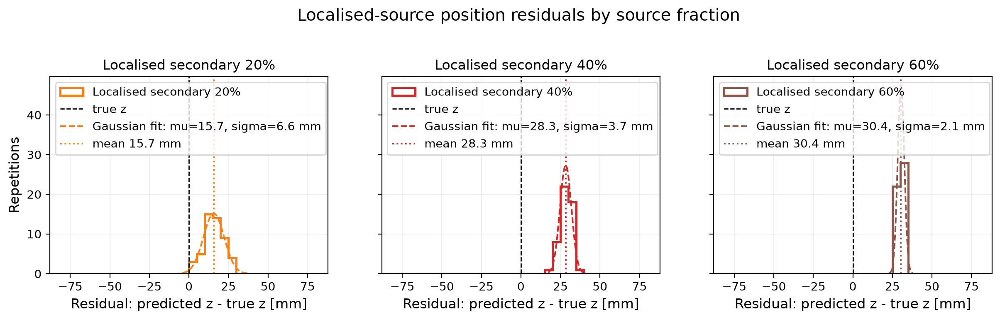 Localised-source position residuals by source fraction
Localised secondary 20%
Localised secondary 20%
true z
Gaussian fit: mu=15.7, sigma=6.6 mm
mean 15.7 mm
Repetitions
40
30
20
10
0
−75 −50 −25 0 25 50 75
Residual: predicted z - true z [mm]
Localised secondary 40%
Localised secondary 40%
true z
Gaussian fit: mu=28.3, sigma=3.7 mm
mean 28.3 mm
−75 −50 −25 0 25 50 75
Residual: predicted z - true z [mm]
Localised secondary 60%
Localised secondary 60%
true z
Gaussian fit: mu=30.4, sigma=2.1 mm
mean 30.4 mm
−75 −50 −25 0 25 50 75
Residual: predicted z - true z [mm]